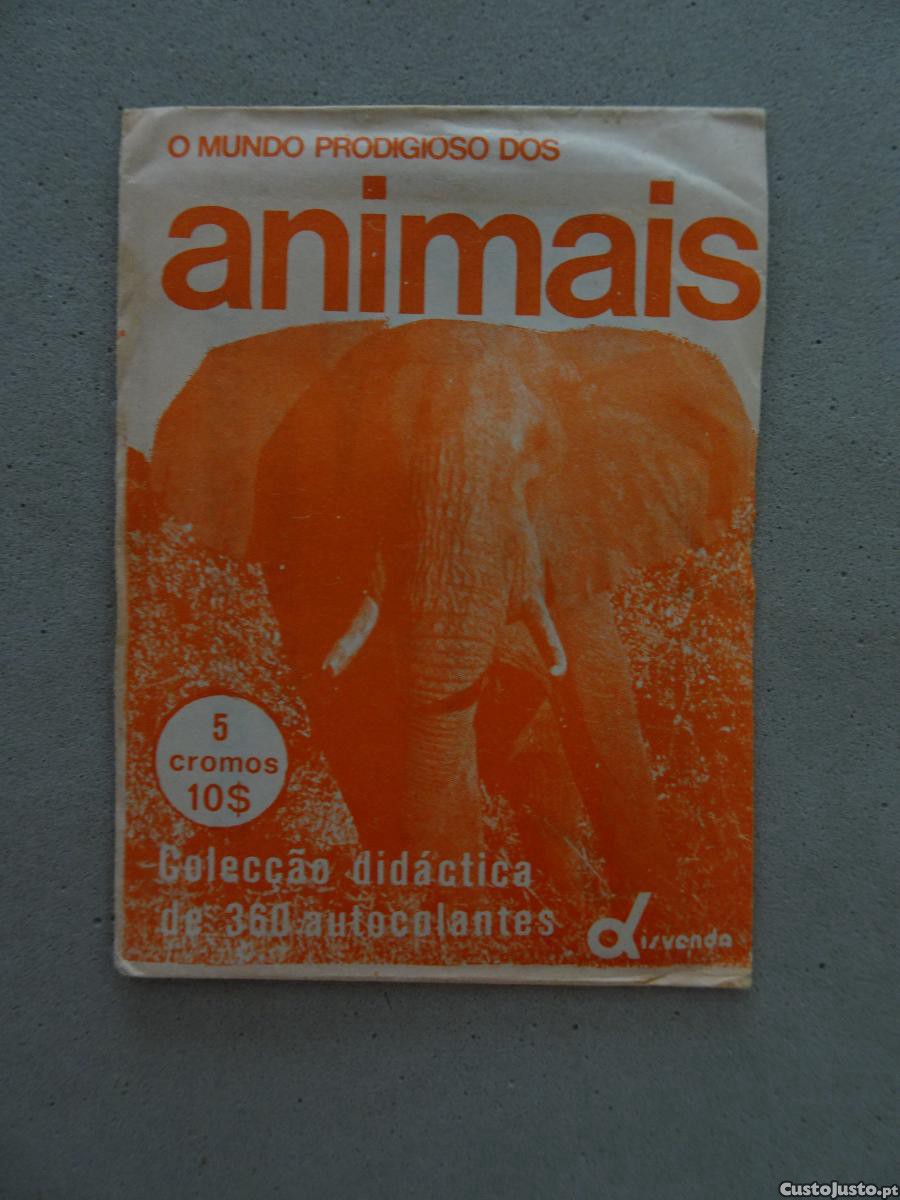 O MUNDO PRODIGIOSO DOS
animais
5
cromos
10$
Colecção didáctica
de 360 autocolantes
disvenda
CustoJusto.pt